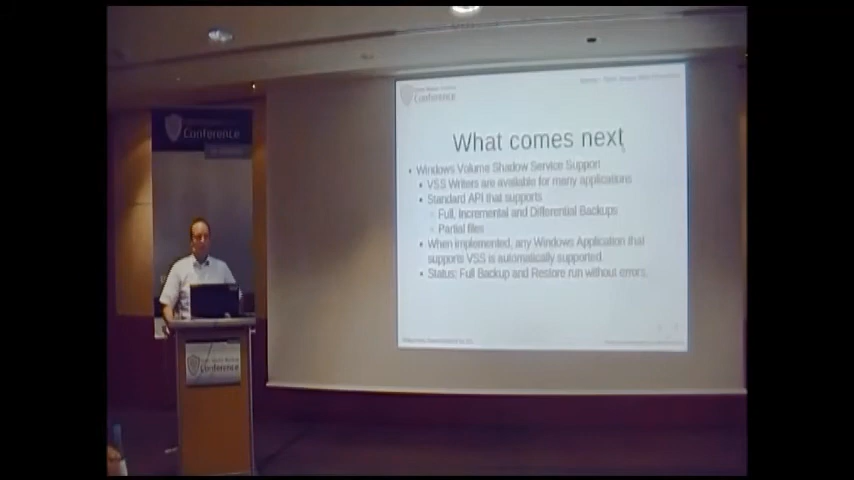 Conference
Conference
What comes next
• Windows Volume Shadow Service Support
• VSS Writers are available for many applications
• Standard API that supports
○ Full, Incremental and Differential Backups
○ Partial files
• When implemented, any Windows Application that
supports VSS is automatically supported
• Status: Full Backup and Restore run without errors.
Conference